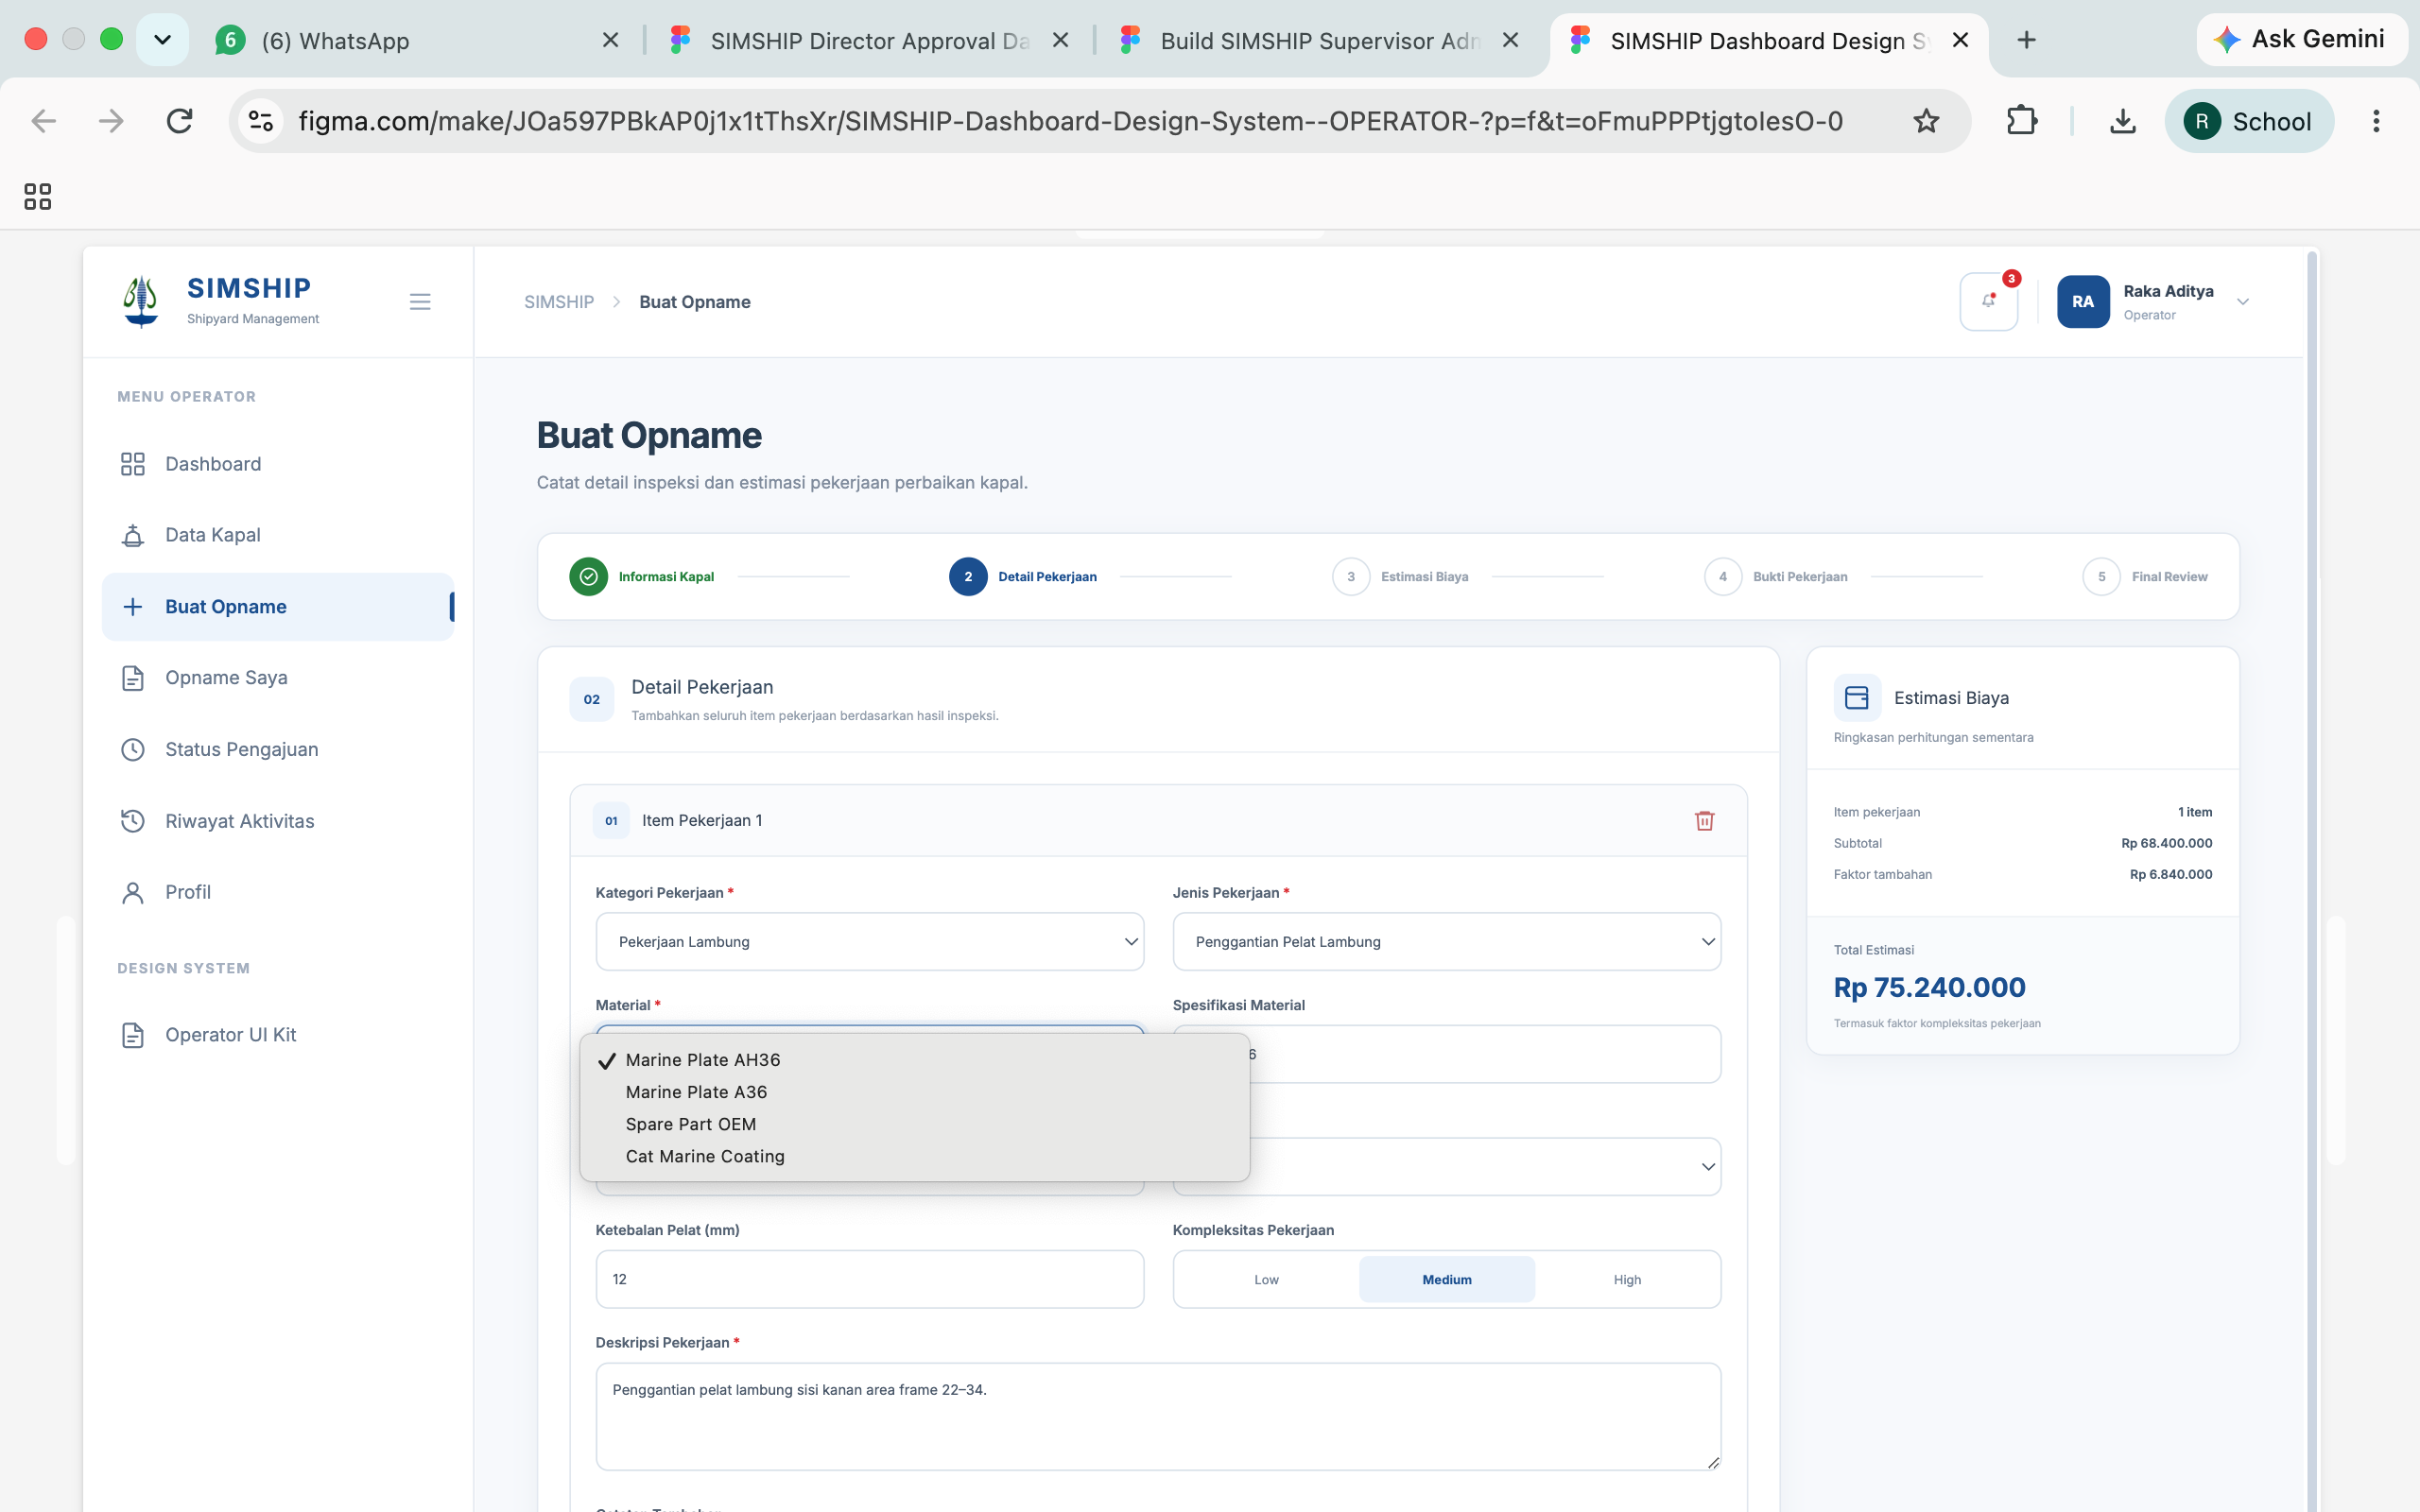 6 (6) WhatsApp
SIMSHIP Director Approval Da
Build SIMSHIP Supervisor Adm
SIMSHIP Dashboard Design S
Ask Gemini
figma.com/make/JOa597PBkAP0j1x1tThsXr/SIMSHIP-Dashboard-Design-System--OPERATOR-?p=f&t=oFmuPPPtjgtoIesO-0
R School
SIMSHIP
Shipyard Management
SIMSHIP > Buat Opname
3
RA
Raka Aditya
Operator
MENU OPERATOR
Dashboard
Data Kapal
Buat Opname
Opname Saya
Status Pengajuan
Riwayat Aktivitas
Profil
DESIGN SYSTEM
Operator UI Kit
Buat Opname
Catat detail inspeksi dan estimasi pekerjaan perbaikan kapal.
Informasi Kapal
2 Detail Pekerjaan
3 Estimasi Biaya
4 Bukti Pekerjaan
5 Final Review
02
Detail Pekerjaan
Tambahkan seluruh item pekerjaan berdasarkan hasil inspeksi.
01 Item Pekerjaan 1
Kategori Pekerjaan *
Jenis Pekerjaan *
Pekerjaan Lambung
Penggantian Pelat Lambung
Material *
Spesifikasi Material
6
Marine Plate AH36
Marine Plate A36
Spare Part OEM
Cat Marine Coating
Ketebalan Pelat (mm)
Kompleksitas Pekerjaan
12
Low
Medium
High
Deskripsi Pekerjaan *
Penggantian pelat lambung sisi kanan area frame 22–34.
Estimasi Biaya
Ringkasan perhitungan sementara
Item pekerjaan 1 item
Subtotal Rp 68.400.000
Faktor tambahan Rp 6.840.000
Total Estimasi
Rp 75.240.000
Termasuk faktor kompleksitas pekerjaan